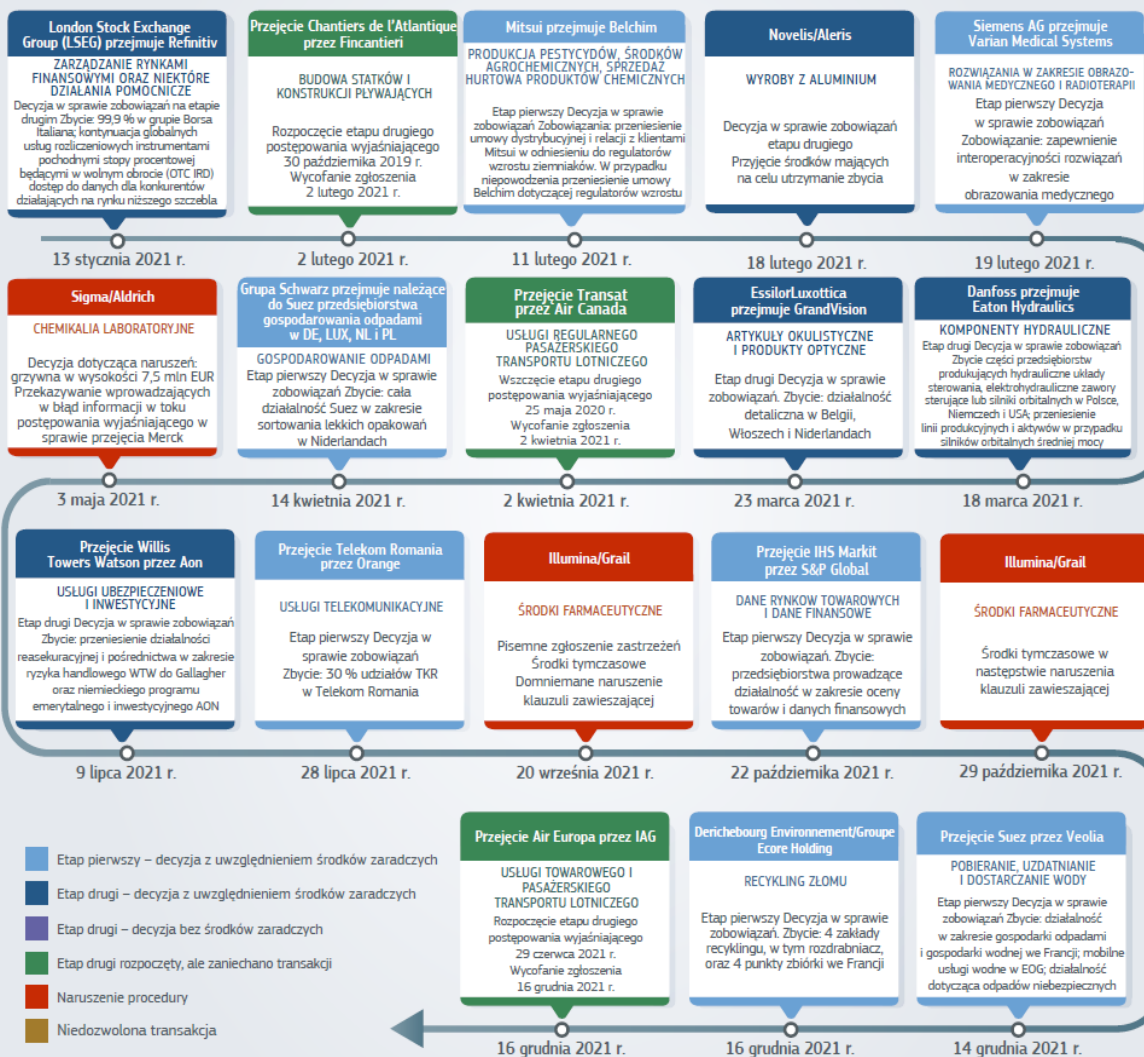 London Stock Exchange
Group (LSEG) przejmuje Refinitiv
ZARZĄDZANIE RYNKAMI
FINANSOWYMI ORAZ NIEKTÓRE
DZIAŁANIA POMOCNICZE
Decyzja w sprawie zobowiązań na etapie
drugim Zbycie: 99,9 % w grupie Borsa
Italiana; kontynuacja globalnych
usług rozliczeniowych instrumentami
pochodnymi stopy procentowej
będącymi w wolnym obrocie (OTC IRD)
dostęp do danych dla konkurentów
działających na rynku niższego szczebla
13 stycznia 2021 r.
Przejęcie Chantiers de l'Atlantique
przez Fincantieri
BUDOWA STATKÓW I
KONSTRUKCJI PŁYWAJĄCYCH
Rozpoczęcie etapu drugiego
postępowania wyjaśniającego
30 października 2019 r.
Wycofanie zgłoszenia
2 lutego 2021 r.
2 lutego 2021 r.
Mitsui przejmuje Belchim
PRODUKCJA PESTYCYDÓW, ŚRODKÓW
AGROCHEMICZNYCH, SPRZEDAŻ
HURTOWA PRODUKTÓW CHEMICZNYCH
Etap pierwszy Decyzja w sprawie
zobowiązań Zobowiązania: przeniesienie
umowy dystrybucyjnej i relacji z klientami
Mitsui w odniesieniu do regulatorów
wzrostu ziemniaków. W przypadku
niepowodzenia przeniesienie umowy
Belchim dotyczącej regulatorów wzrostu
11 lutego 2021 r.
Novelis/Aleris
WYROBY Z ALUMINIUM
Decyzja w sprawie zobowiązań
etapu drugiego
Przyjęcie środków mających
na celu utrzymanie zbycia
18 lutego 2021 r.
Siemens AG przejmuje
Varian Medical Systems
ROZWIĄZANIA W ZAKRESIE OBRAZO-
WANIA MEDYCZNEGO I RADIOTERAPII
Etap pierwszy Decyzja
w sprawie zobowiązań
Zobowiązanie: zapewnienie
interoperacyjności rozwiązań
w zakresie
obrazowania medycznego
19 lutego 2021 r.
Sigma/Aldrich
CHEMIKALIA LABORATORYJNE
Decyzja dotycząca naruszeń:
grzywna w wysokości 7,5 mln EUR
Przekazywanie wprowadzających
w błąd informacji w toku
postępowania wyjaśniającego w
sprawie przejęcia Merck
3 maja 2021 r.
Grupa Schwarz przejmuje należące
do Suez przedsiębiorstwa
gospodarowania odpadami
w DE, LUX, NL i PL
GOSPODAROWANIE ODPADAMI
Etap pierwszy Decyzja w sprawie
zobowiązań Zbycie: cała
działalność Suez w zakresie
sortowania lekkich opakowań
w Niderlandach
14 kwietnia 2021 r.
Przejęcie Transat
przez Air Canada
USŁUGI REGULARNEGO
PASAŻERSKIEGO
TRANSPORTU LOTNICZEGO
Wszczęcie etapu drugiego
postępowania wyjaśniającego
25 maja 2020 r.
Wycofanie zgłoszenia
2 kwietnia 2021 r.
2 kwietnia 2021 r.
EssilorLuxottica
przejmuje GrandVision
ARTYKUŁY OKULISTYCZNE
I PRODUKTY OPTYCZNE
Etap drugi Decyzja w sprawie
zobowiązań. Zbycie: działalność
detaliczna w Belgii,
Włoszech i Niderlandach
23 marca 2021 r.
Danfoss przejmuje
Eaton Hydraulics
KOMPONENTY HYDRAULICZNE
Etap drugi Decyzja w sprawie zobowiązań
Zbycie części przedsiębiorstw
produkujących hydrauliczne układy
sterowania, elektrohydrauliczne zawory
sterujące lub silniki orbitalnych w Polsce,
Niemczech i USA; przeniesienie
linii produkcyjnych i aktywów w przypadku
silników orbitalnych średniej mocy
18 marca 2021 r.
Przejęcie Willis
Towers Watson przez Aon
USŁUGI UBEZPIECZENIOWE
I INWESTYCYJNE
Etap drugi Decyzja w sprawie zobowiązań
Zbycie: przeniesienie działalności
reasekuracyjnej i pośrednictwa w zakresie
ryzyka handlowego WTW do Gallagher
oraz niemieckiego programu
emerytalnego i inwestycyjnego AON
9 lipca 2021 r.
Przejęcie Telekom Romania
przez Orange
USŁUGI TELEKOMUNIKACYJNE
Etap pierwszy Decyzja w
sprawie zobowiązań
Zbycie: 30 % udziałów TKR
w Telekom Romania
28 lipca 2021 r.
Illumina/Grail
ŚRODKI FARMACEUTYCZNE
Pisemne zgłoszenie zastrzeżeń
Środki tymczasowe
Domniemane naruszenie
klauzuli zawieszającej
20 września 2021 r.
Przejęcie IHS Markit
przez S&P Global
DANE RYNKOW TOWAROWYCH
I DANE FINANSOWE
Etap pierwszy Decyzja w sprawie
zobowiązań. Zbycie:
przedsiębiorstwa prowadzące
działalność w zakresie oceny
towarów i danych finansowych
22 października 2021 r.
Illumina/Grail
ŚRODKI FARMACEUTYCZNE
Środki tymczasowe w
następstwie naruszenia
klauzuli zawieszającej
29 października 2021 r.
Etap pierwszy – decyzja z uwzględnieniem środków zaradczych
Etap drugi – decyzja z uwzględnieniem środków zaradczych
Etap drugi – decyzja bez środków zaradczych
Etap drugi rozpoczęty, ale zaniechano transakcji
Naruszenie procedury
Niedozwolona transakcja
Przejęcie Air Europa przez IAG
USŁUGI TOWAROWEGO I
PASAŻERSKIEGO
TRANSPORTU LOTNICZEGO
Rozpoczęcie etapu drugiego
postępowania wyjaśniającego
29 czerwca 2021 r.
Wycofanie zgłoszenia
16 grudnia 2021 r.
16 grudnia 2021 r.
Derichebourg Environnement/Groupe
Ecore Holding
RECYKLING ZŁOMU
Etap pierwszy Decyzja w sprawie
zobowiązań. Zbycie: 4 zakłady
recyklingu, w tym rozdrabniacz,
oraz 4 punkty zbiórki we Francji
16 grudnia 2021 r.
Przejęcie Suez przez Veolia
POBIERANIE, UZDATNIANIE
I DOSTARCZANIE WODY
Etap pierwszy Decyzja w sprawie
zobowiązań Zbycie: działalność
w zakresie gospodarki odpadami
i gospodarki wodnej we Francji; mobilne
usługi wodne w EOG; działalność
dotycząca odpadów niebezpiecznych
14 grudnia 2021 r.